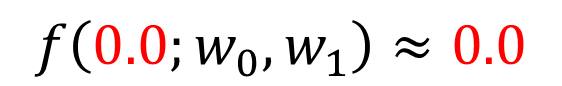 f(0.0; w₀, w₁) ≈ 0.0